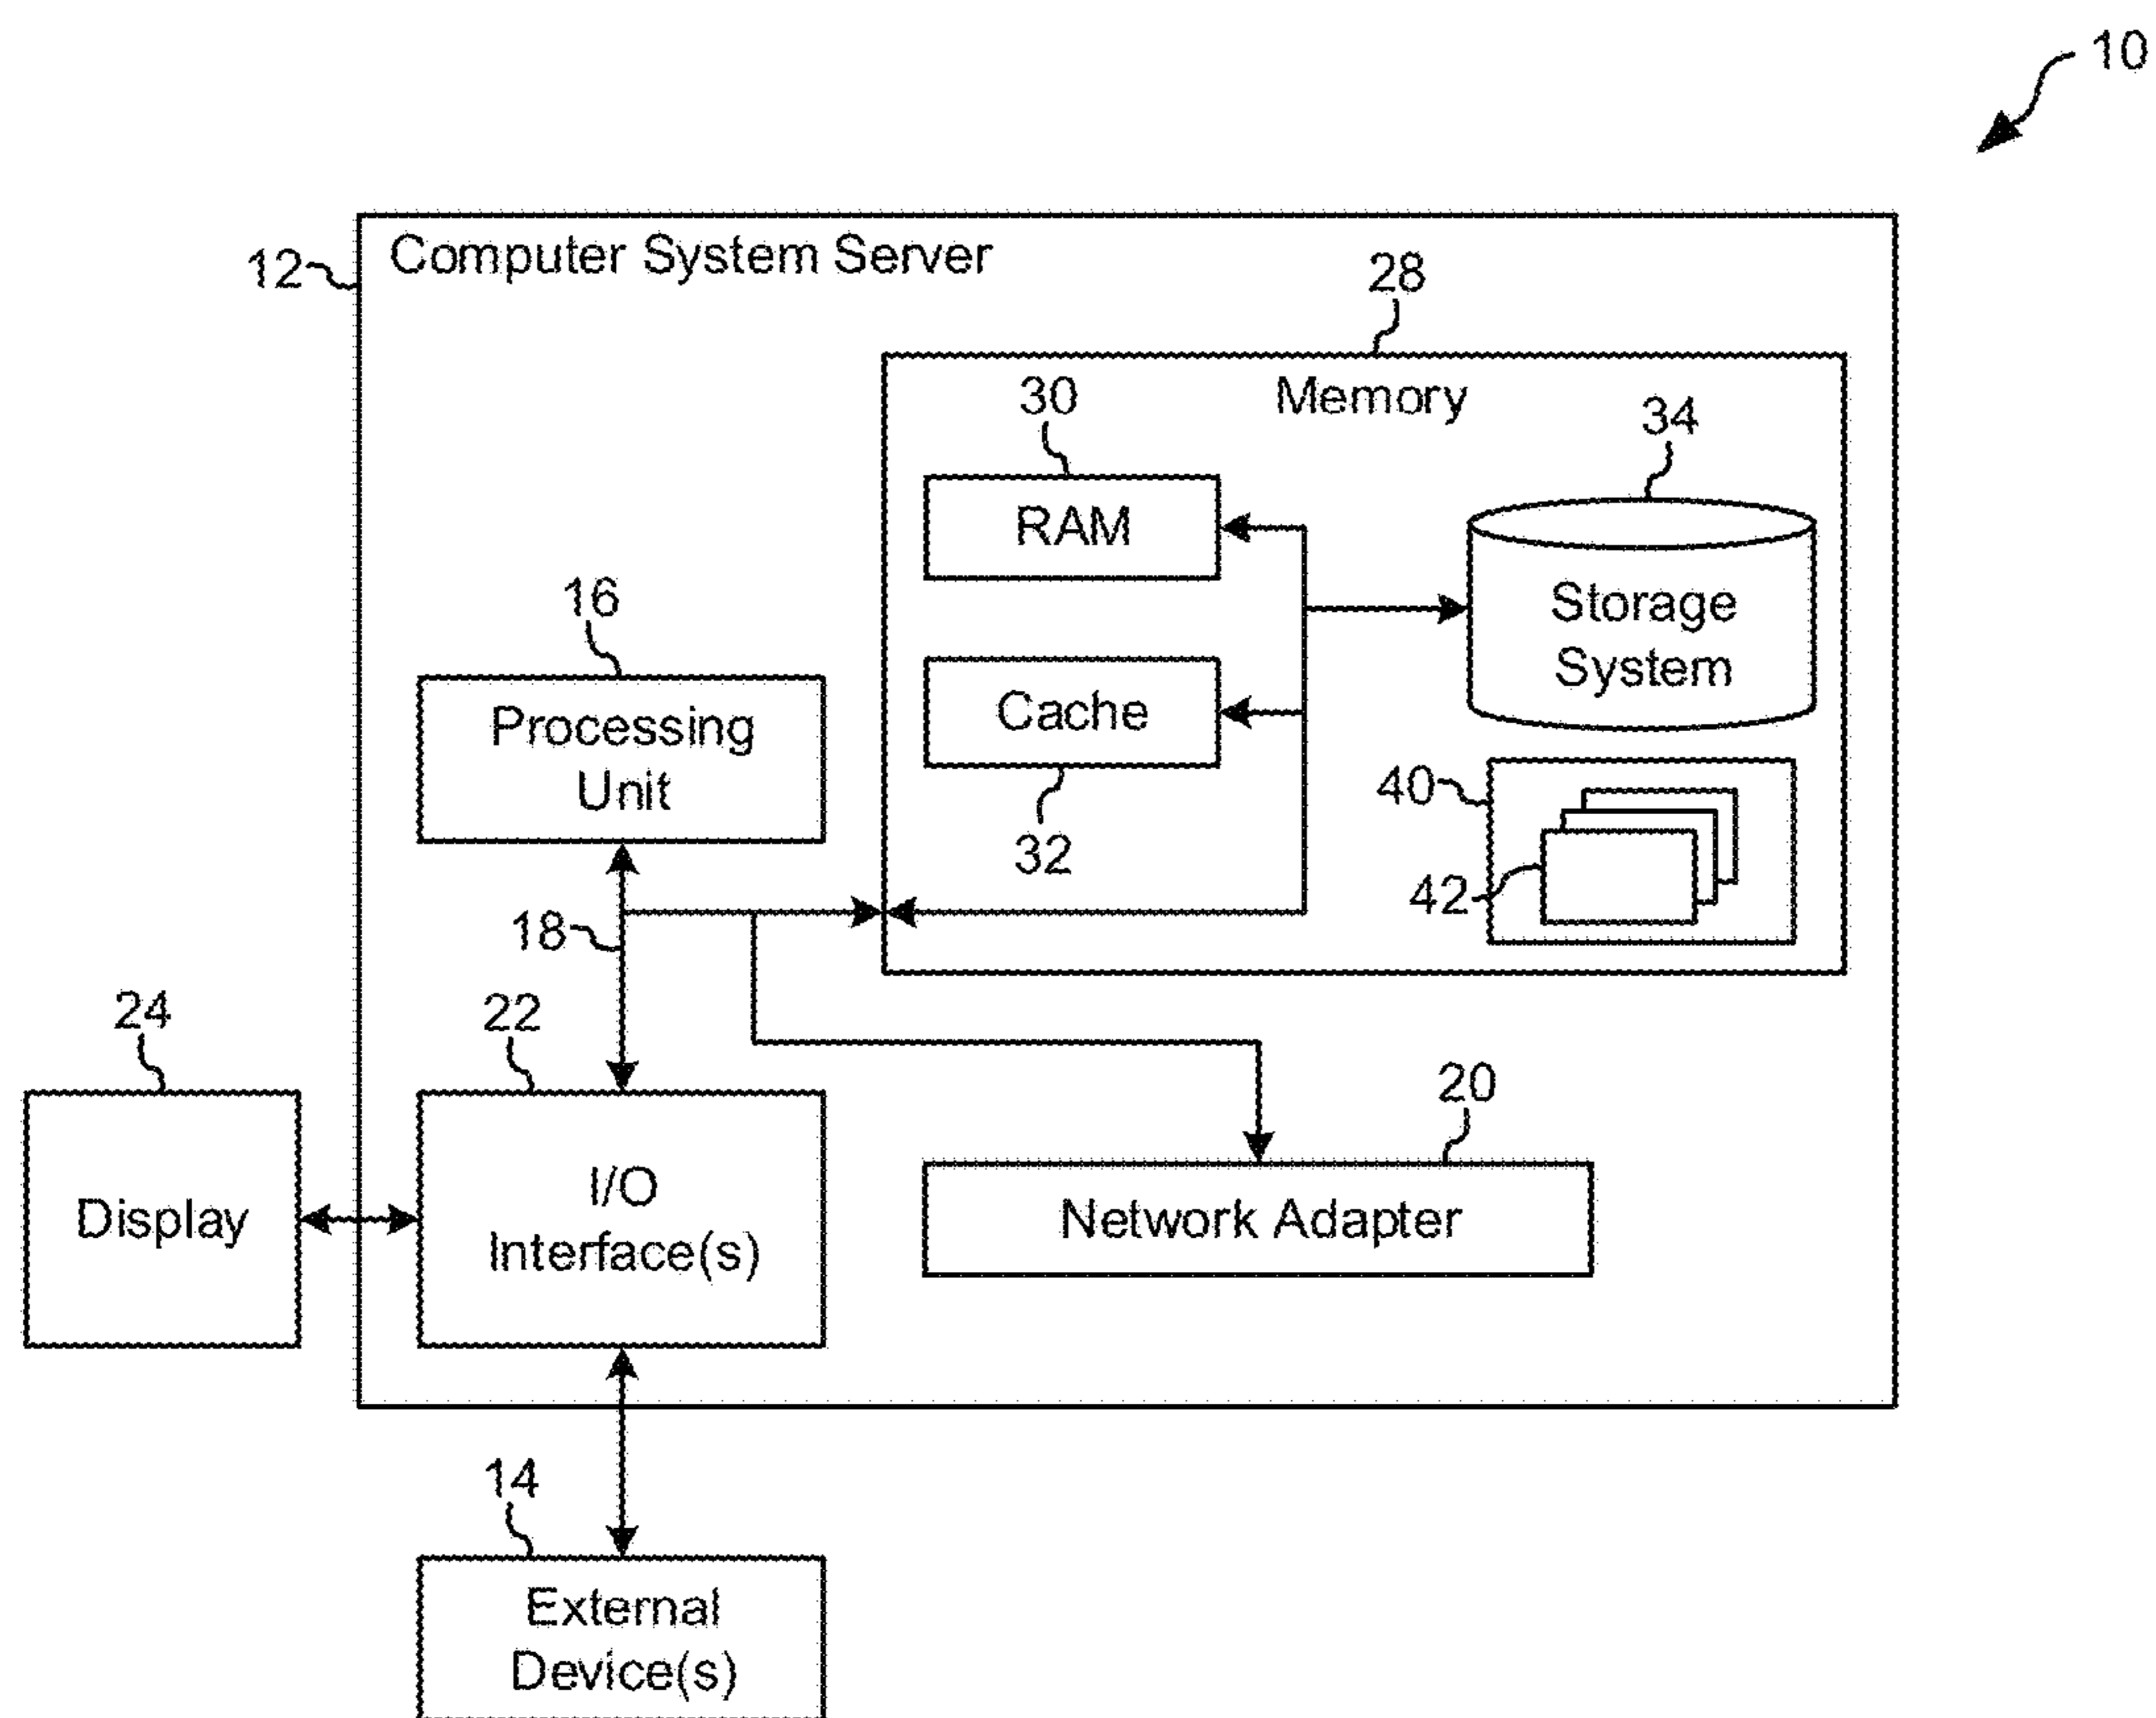 10
12
Computer System Server
28
Memory
30
RAM
34
Storage
System
16
Processing
Unit
Cache
32
40
42
18
24
22
Display
I/O
Interface(s)
20
Network Adapter
14
External
Device(s)